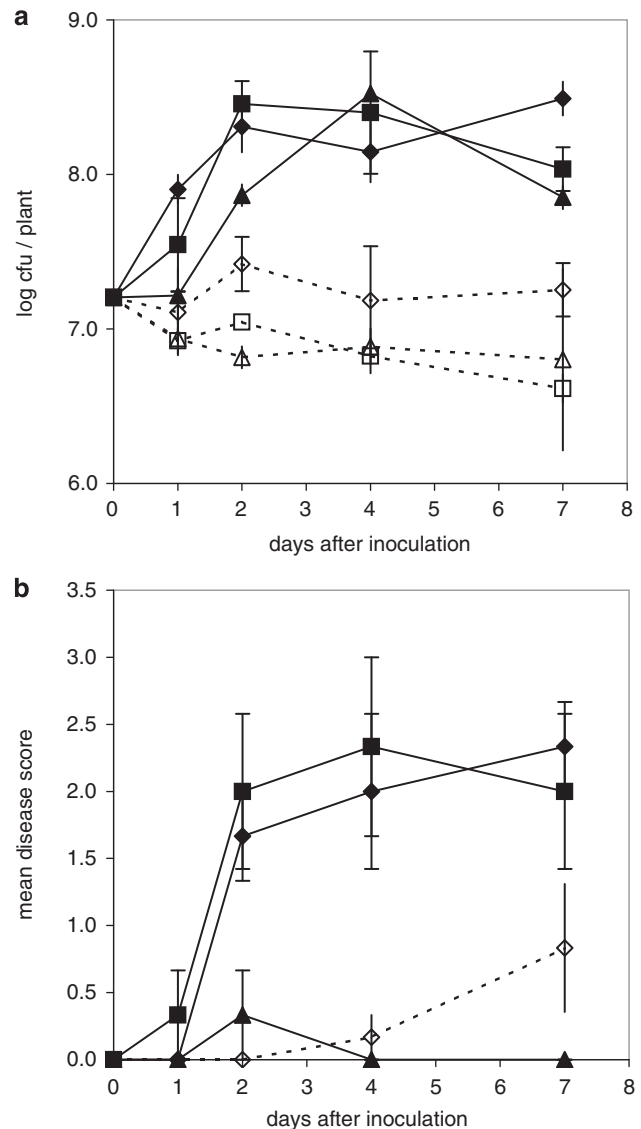 a
9.0
8.0
7.0
6.0
log cfu / plant
0 1 2 3 4 5 6 7 8
days after inoculation
b
3.5
3.0
2.5
2.0
1.5
1.0
0.5
0.0
mean disease score
0 1 2 3 4 5 6 7 8
days after inoculation